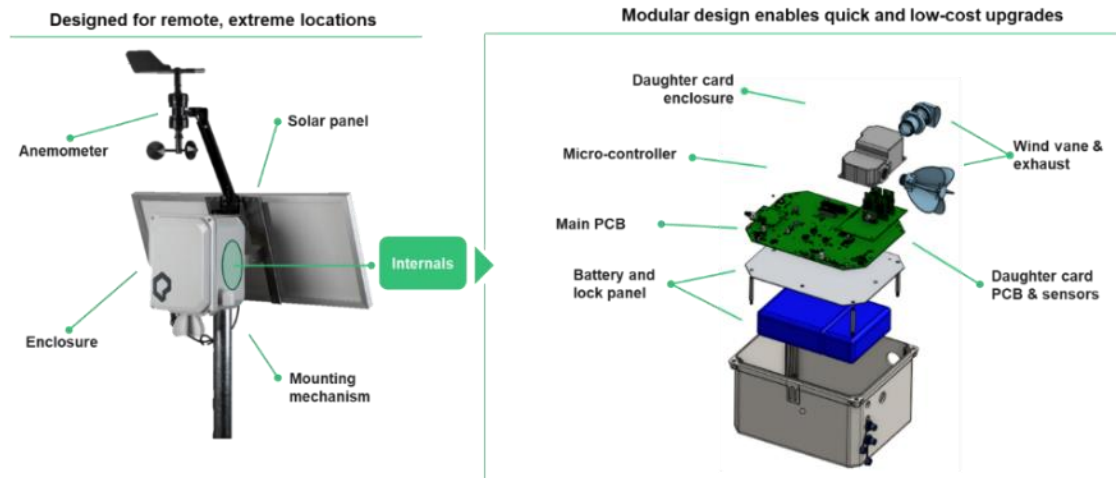 Designed for remote, extreme locations
Modular design enables quick and low-cost upgrades
Anemometer
Solar panel
Enclosure
Mounting
mechanism
Internals
Daughter card
enclosure
Micro-controller
Main PCB
Battery and
lock panel
Wind vane &
exhaust
Daughter card
PCB & sensors